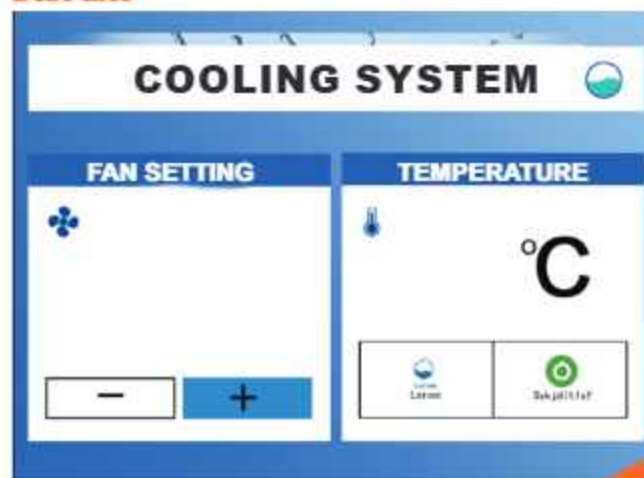 COOLING SYSTEM
FAN SETTING
TEMPERATURE
°C
− +